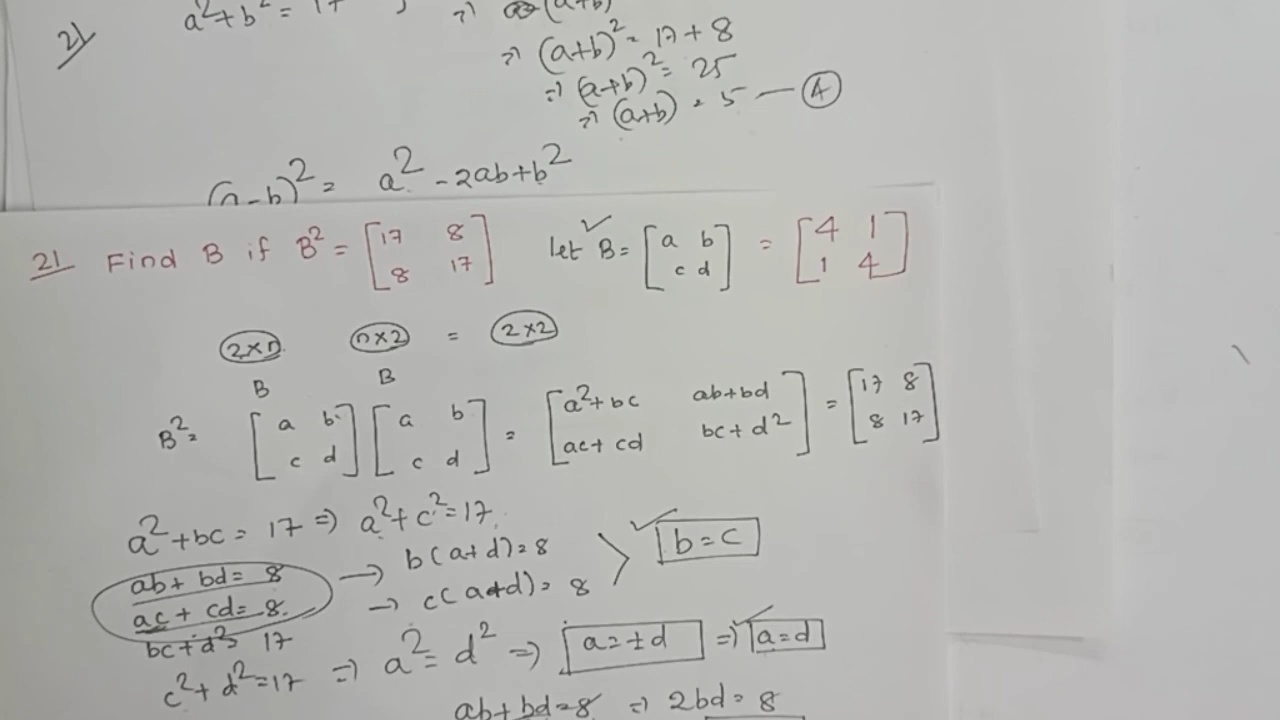 21) a²+b² = 17 ⇒ (a+b)
⇒ (a+b)² = 17 + 8
⇒ (a+b)² = 25
⇒ (a+b) = 5 — (A)
(a-b)² = a² - 2ab+b²
21 Find B if B² = [17 8; 8 17] let B = [a b; c d] = [4 1; 1 4]
2×n n×2 = 2×2
B B
B² = [a b; c d] [a b; c d] = [a²+bc ab+bd; ac+cd bc+d²] = [17 8; 8 17]
a²+bc = 17 ⇒ a²+c²=17
ab+ bd= 8 → b(a+d)=8
ac + cd= 8 → c(a+d)= 8 > ✓ b=c
bc+d²= 17
c²+d²=17 ⇒ a²=d² ⇒ a=±d ⇒ ✓ a=d
ab+bd=8 ⇒ 2bd=8